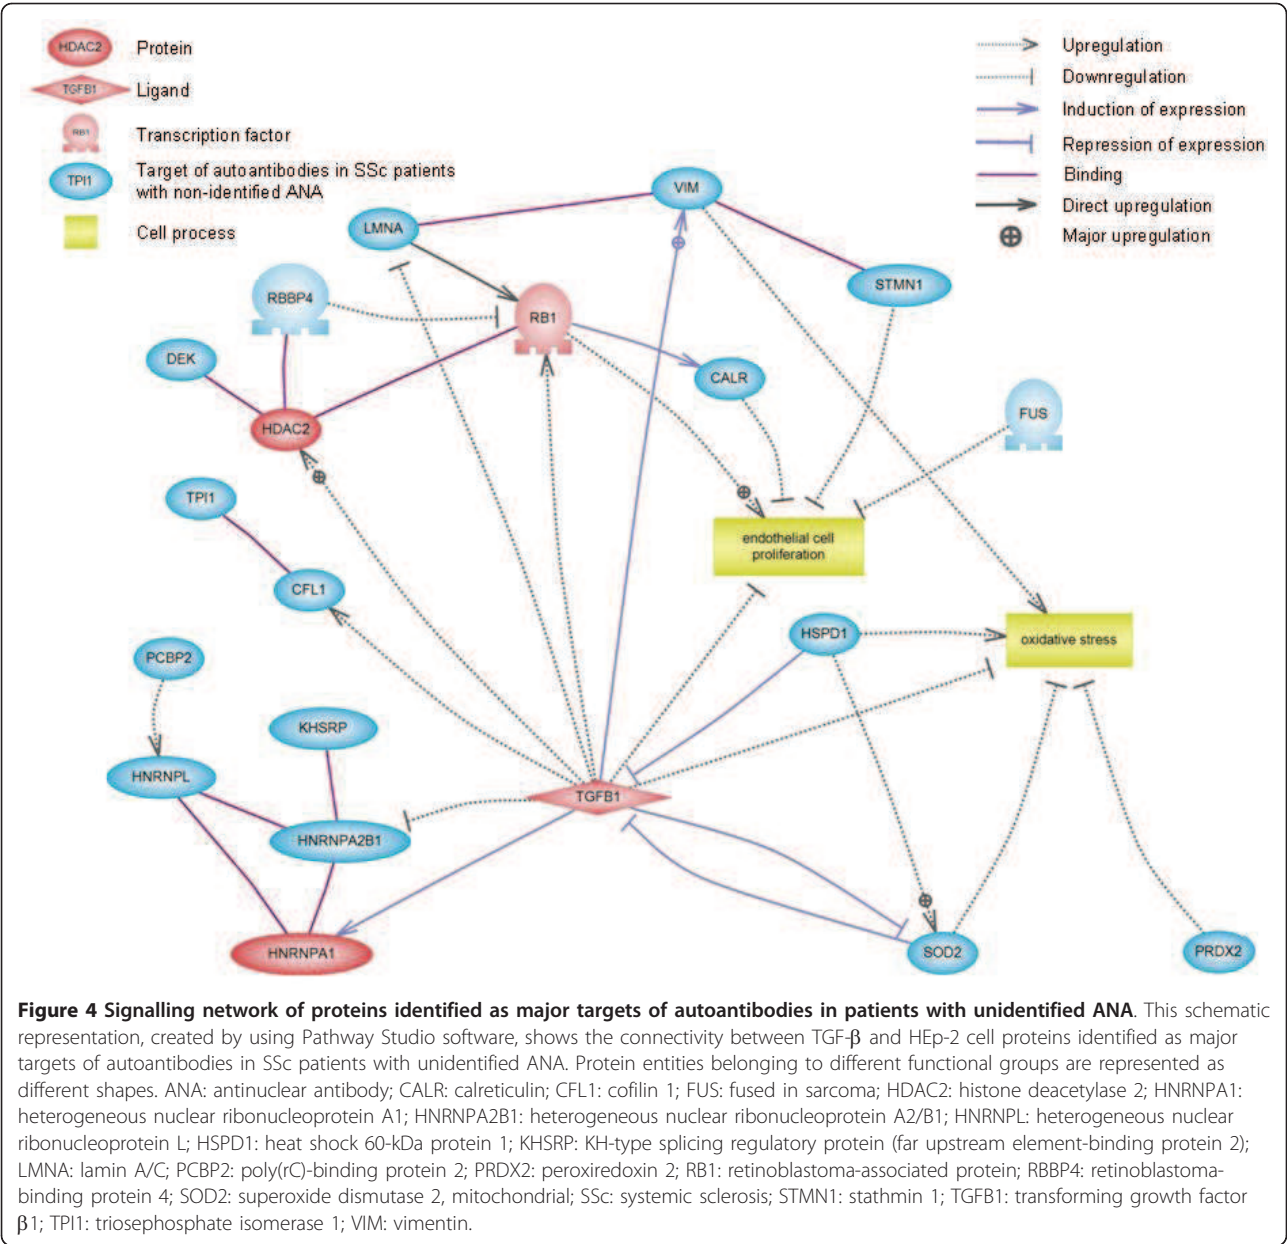 HDAC2
Protein
TGFB1
Ligand
RB1
Transcription factor
TPI1
Target of autoantibodies in SSc patients
with non-identified ANA
Cell process
Upregulation
Downregulation
Induction of expression
Repression of expression
Binding
Direct upregulation
Major upregulation
VIM
LMNA
STMN1
RBBP4
RB1
DEK
CALR
FUS
HDAC2
TPI1
endothelial cell
proliferation
CFL1
HSPD1
oxidative stress
PCBP2
KHSRP
HNRNPL
TGFB1
HNRNPA2B1
HNRNPA1
SOD2
PRDX2
Figure 4 Signalling network of proteins identified as major targets of autoantibodies in patients with unidentified ANA. This schematic
representation, created by using Pathway Studio software, shows the connectivity between TGF-β and HEp-2 cell proteins identified as major
targets of autoantibodies in SSc patients with unidentified ANA. Protein entities belonging to different functional groups are represented as
different shapes. ANA: antinuclear antibody; CALR: calreticulin; CFL1: cofilin 1; FUS: fused in sarcoma; HDAC2: histone deacetylase 2; HNRNPA1:
heterogeneous nuclear ribonucleoprotein A1; HNRNPA2B1: heterogeneous nuclear ribonucleoprotein A2/B1; HNRNPL: heterogeneous nuclear
ribonucleoprotein L; HSPD1: heat shock 60-kDa protein 1; KHSRP: KH-type splicing regulatory protein (far upstream element-binding protein 2);
LMNA: lamin A/C; PCBP2: poly(rC)-binding protein 2; PRDX2: peroxiredoxin 2; RB1: retinoblastoma-associated protein; RBBP4: retinoblastoma-
binding protein 4; SOD2: superoxide dismutase 2, mitochondrial; SSc: systemic sclerosis; STMN1: stathmin 1; TGFB1: transforming growth factor
β1; TPI1: triosephosphate isomerase 1; VIM: vimentin.